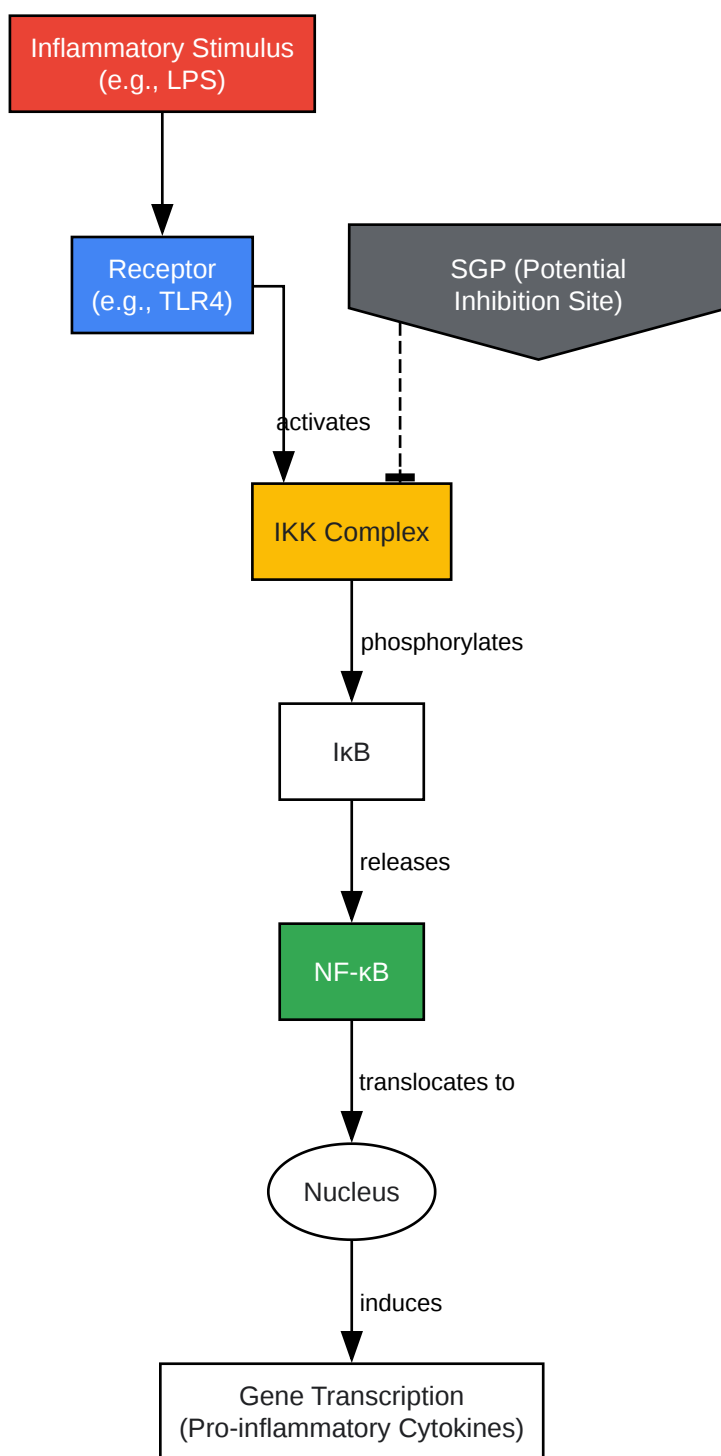 Inflammatory Stimulus
(e.g., LPS)
Receptor
(e.g., TLR4)
SGP (Potential
Inhibition Site)
activates
IKK Complex
phosphorylates
IκB
releases
NF-κB
translocates to
Nucleus
induces
Gene Transcription
(Pro-inflammatory Cytokines)